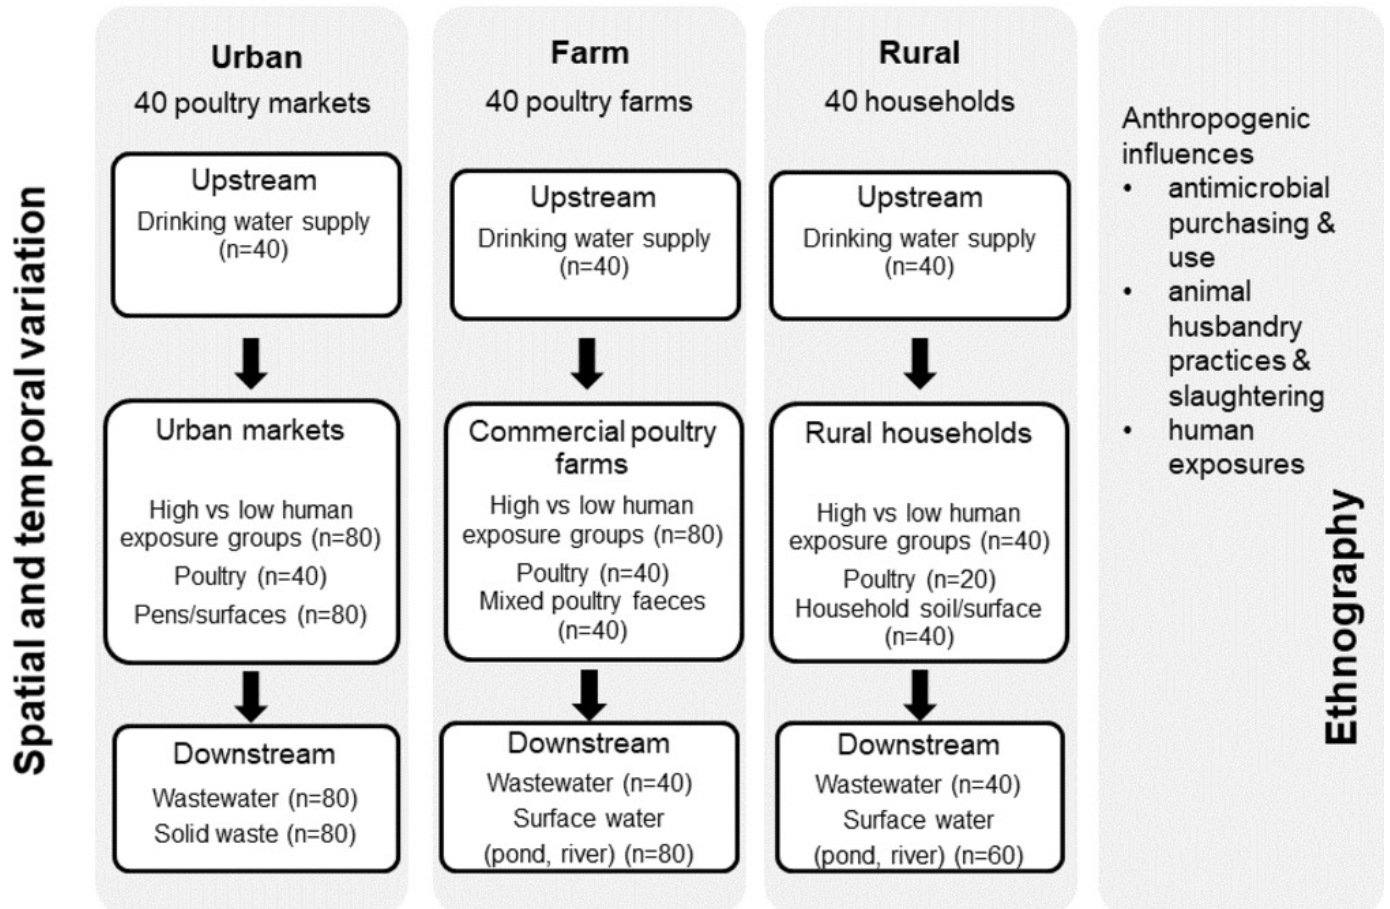 Spatial and temporal variation
Urban
40 poultry markets
Upstream
Drinking water supply
(n=40)
Urban markets
High vs low human
exposure groups (n=80)
Poultry (n=40)
Pens/surfaces (n=80)
Downstream
Wastewater (n=80)
Solid waste (n=80)
Farm
40 poultry farms
Upstream
Drinking water supply
(n=40)
Commercial poultry
farms
High vs low human
exposure groups (n=80)
Poultry (n=40)
Mixed poultry faeces
(n=40)
Downstream
Wastewater (n=40)
Surface water
(pond, river) (n=80)
Rural
40 households
Upstream
Drinking water supply
(n=40)
Rural households
High vs low human
exposure groups (n=40)
Poultry (n=20)
Household soil/surface
(n=40)
Downstream
Wastewater (n=40)
Surface water
(pond, river) (n=60)
Anthropogenic
influences
• antimicrobial
purchasing &
use
• animal
husbandry
practices &
slaughtering
• human
exposures
Ethnography